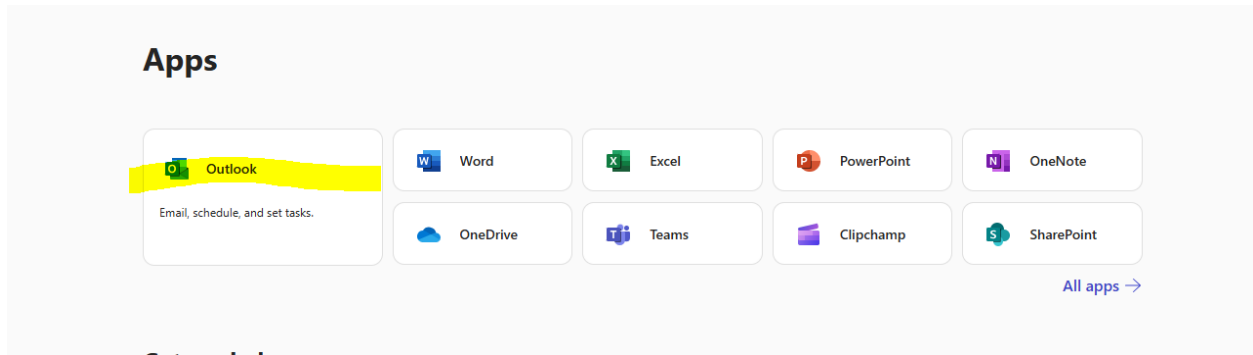 Apps
Outlook
Word
Excel
PowerPoint
OneNote
Email, schedule, and set tasks.
OneDrive
Teams
Clipchamp
SharePoint
All apps →